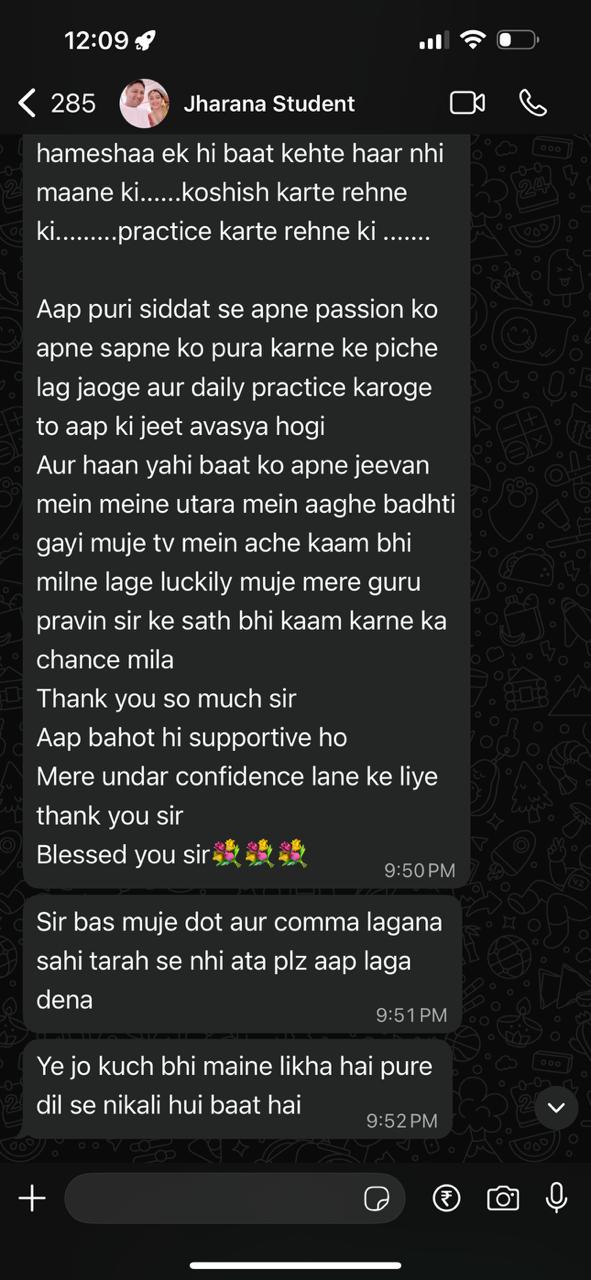 12:09
285
Jharana Student
hameshaa ek hi baat kehte haar nhi
maane ki......koshish karte rehne
ki.........practice karte rehne ki .......
Aap puri siddat se apne passion ko
apne sapne ko pura karne ke piche
lag jaoge aur daily practice karoge
to aap ki jeet avasya hogi
Aur haan yahi baat ko apne jeevan
mein meine utara mein aaghe badhti
gayi muje tv mein ache kaam bhi
milne lage luckily muje mere guru
pravin sir ke sath bhi kaam karne ka
chance mila
Thank you so much sir
Aap bahot hi supportive ho
Mere undar confidence lane ke liye
thank you sir
Blessed you sir💐💐💐
9:50 PM
Sir bas muje dot aur comma lagana
sahi tarah se nhi ata plz aap laga
dena
9:51 PM
Ye jo kuch bhi maine likha hai pure
dil se nikali hui baat hai
9:52 PM